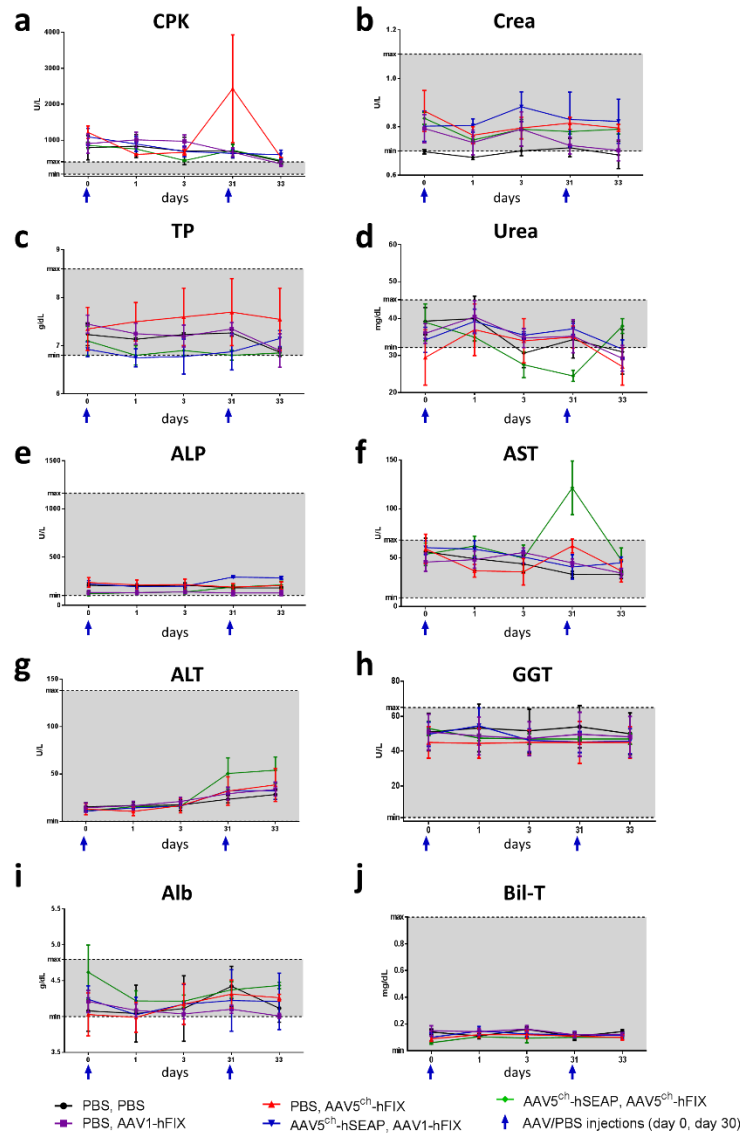 a CPK
4000
3000
2000
1000
max
min
U/L
0 1 3 31 33
days
b Crea
1.2
max
1.0
0.8
min
0.6
U/L
0 1 3 31 33
days
c TP
9
max
8
7
min
6
g/dL
0 1 3 31 33
days
d Urea
60
50
max
40
min
30
20
mg/dL
0 1 3 31 33
days
e ALP
1500
max
1000
500
min
0
U/L
0 1 3 31 33
days
f AST
150
100
max
50
min
0
U/L
0 1 3 31 33
days
g ALT
150
max
100
50
min
U/L
0 1 3 31 33
days
h GGT
80
max
60
40
20
min
U/L
0 1 3 31 33
days
i Alb
5.5
5.0
max
4.5
min
3.5
g/dL
0 1 3 31 33
days
j Bil-T
max
0.8
0.6
0.4
0.2
min
mg/dL
0 1 3 31 33
days
PBS, PBS
PBS, AAV5ch-hFIX
AAV5ch-hSEAP, AAV5ch-hFIX
PBS, AAV1-hFIX
AAV5ch-hSEAP, AAV1-hFIX
AAV/PBS injections (day 0, day 30)